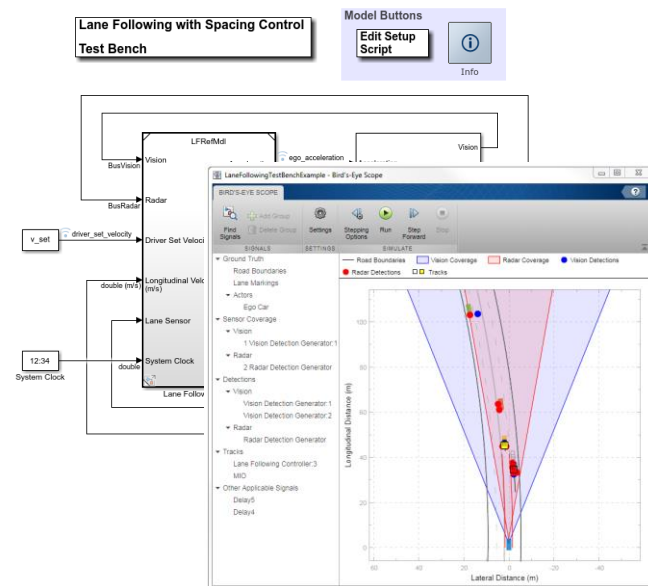 Lane Following with Spacing Control
Test Bench
Model Buttons
Edit Setup
Script
Info
LFRefMdl
BusVision
Vision
ego_acceleration
Vision
BusRadar
Radar
v_set
driver_set_velocity
Driver Set Veloci
double (m/s)
Longitudinal Velo
(m/s)
Lane Sensor
12:34
System Clock
double
System Clock
Lane Follow
LaneFollowingTestBenchExample - Bird's-Eye Scope
BIRD'S-EYE SCOPE
Find
Signals
Add Group
Delete Group
Settings
Stepping
Options
Run
Step
Forward
Stop
SIGNALS
SETTINGS
SIMULATE
Ground Truth
Road Boundaries
Lane Markings
Actors
Ego Car
Sensor Coverage
Vision
1 Vision Detection Generator:1
Radar
2 Radar Detection Generator
Detections
Vision
Vision Detection Generator:1
Vision Detection Generator:2
Radar
Radar Detection Generator
Tracks
Lane Following Controller:3
MIO
Other Applicable Signals
Delay5
Delay4
Road Boundaries Vision Coverage Radar Coverage Vision Detections
Radar Detections Tracks
Longitudinal Distance (m)
100
80
60
40
20
0
60 40 20 0 -20 -40
Lateral Distance (m)